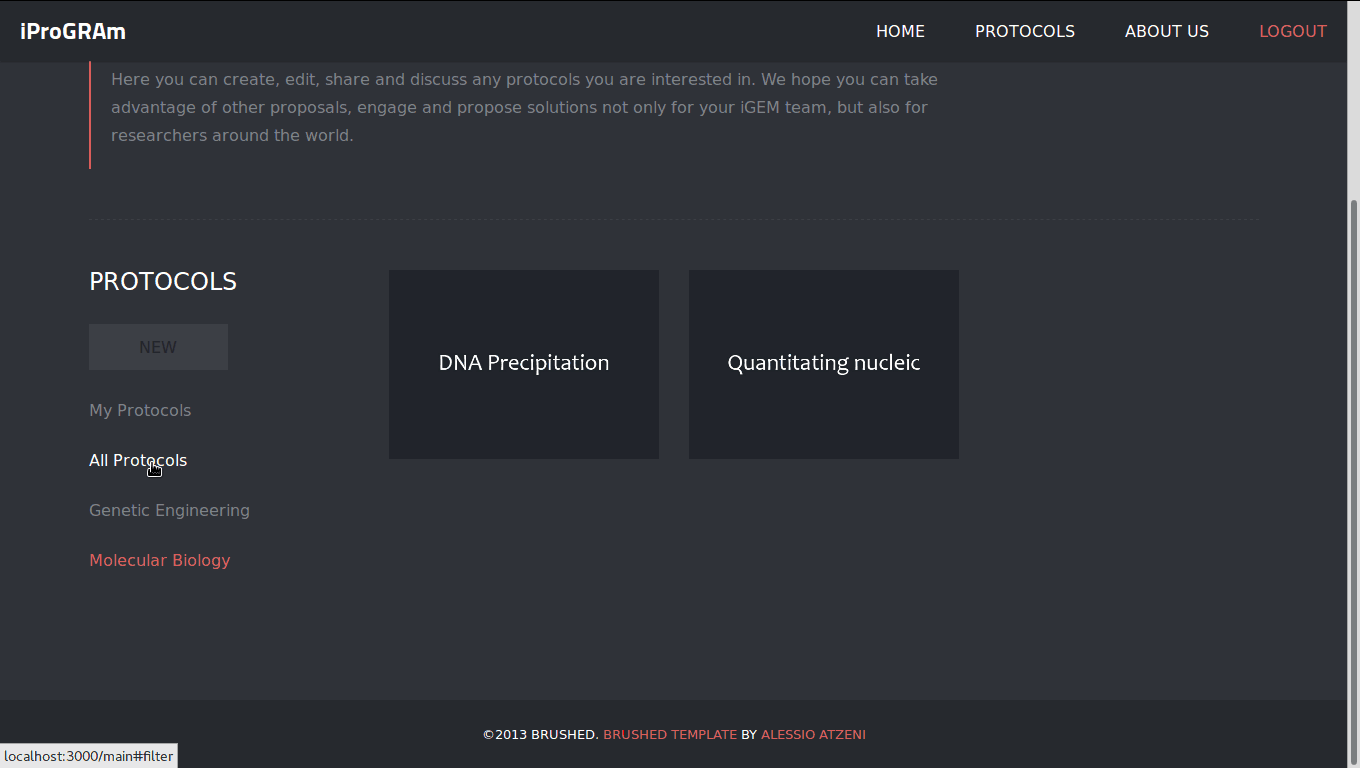 iProGRAm
HOME PROTOCOLS ABOUT US LOGOUT
Here you can create, edit, share and discuss any protocols you are interested in. We hope you can take
advantage of other proposals, engage and propose solutions not only for your iGEM team, but also for
researchers around the world.
PROTOCOLS
NEW
My Protocols
All Protocols
Genetic Engineering
Molecular Biology
DNA Precipitation
Quantitating nucleic
©2013 BRUSHED. BRUSHED TEMPLATE BY ALESSIO ATZENI
localhost:3000/main#filter